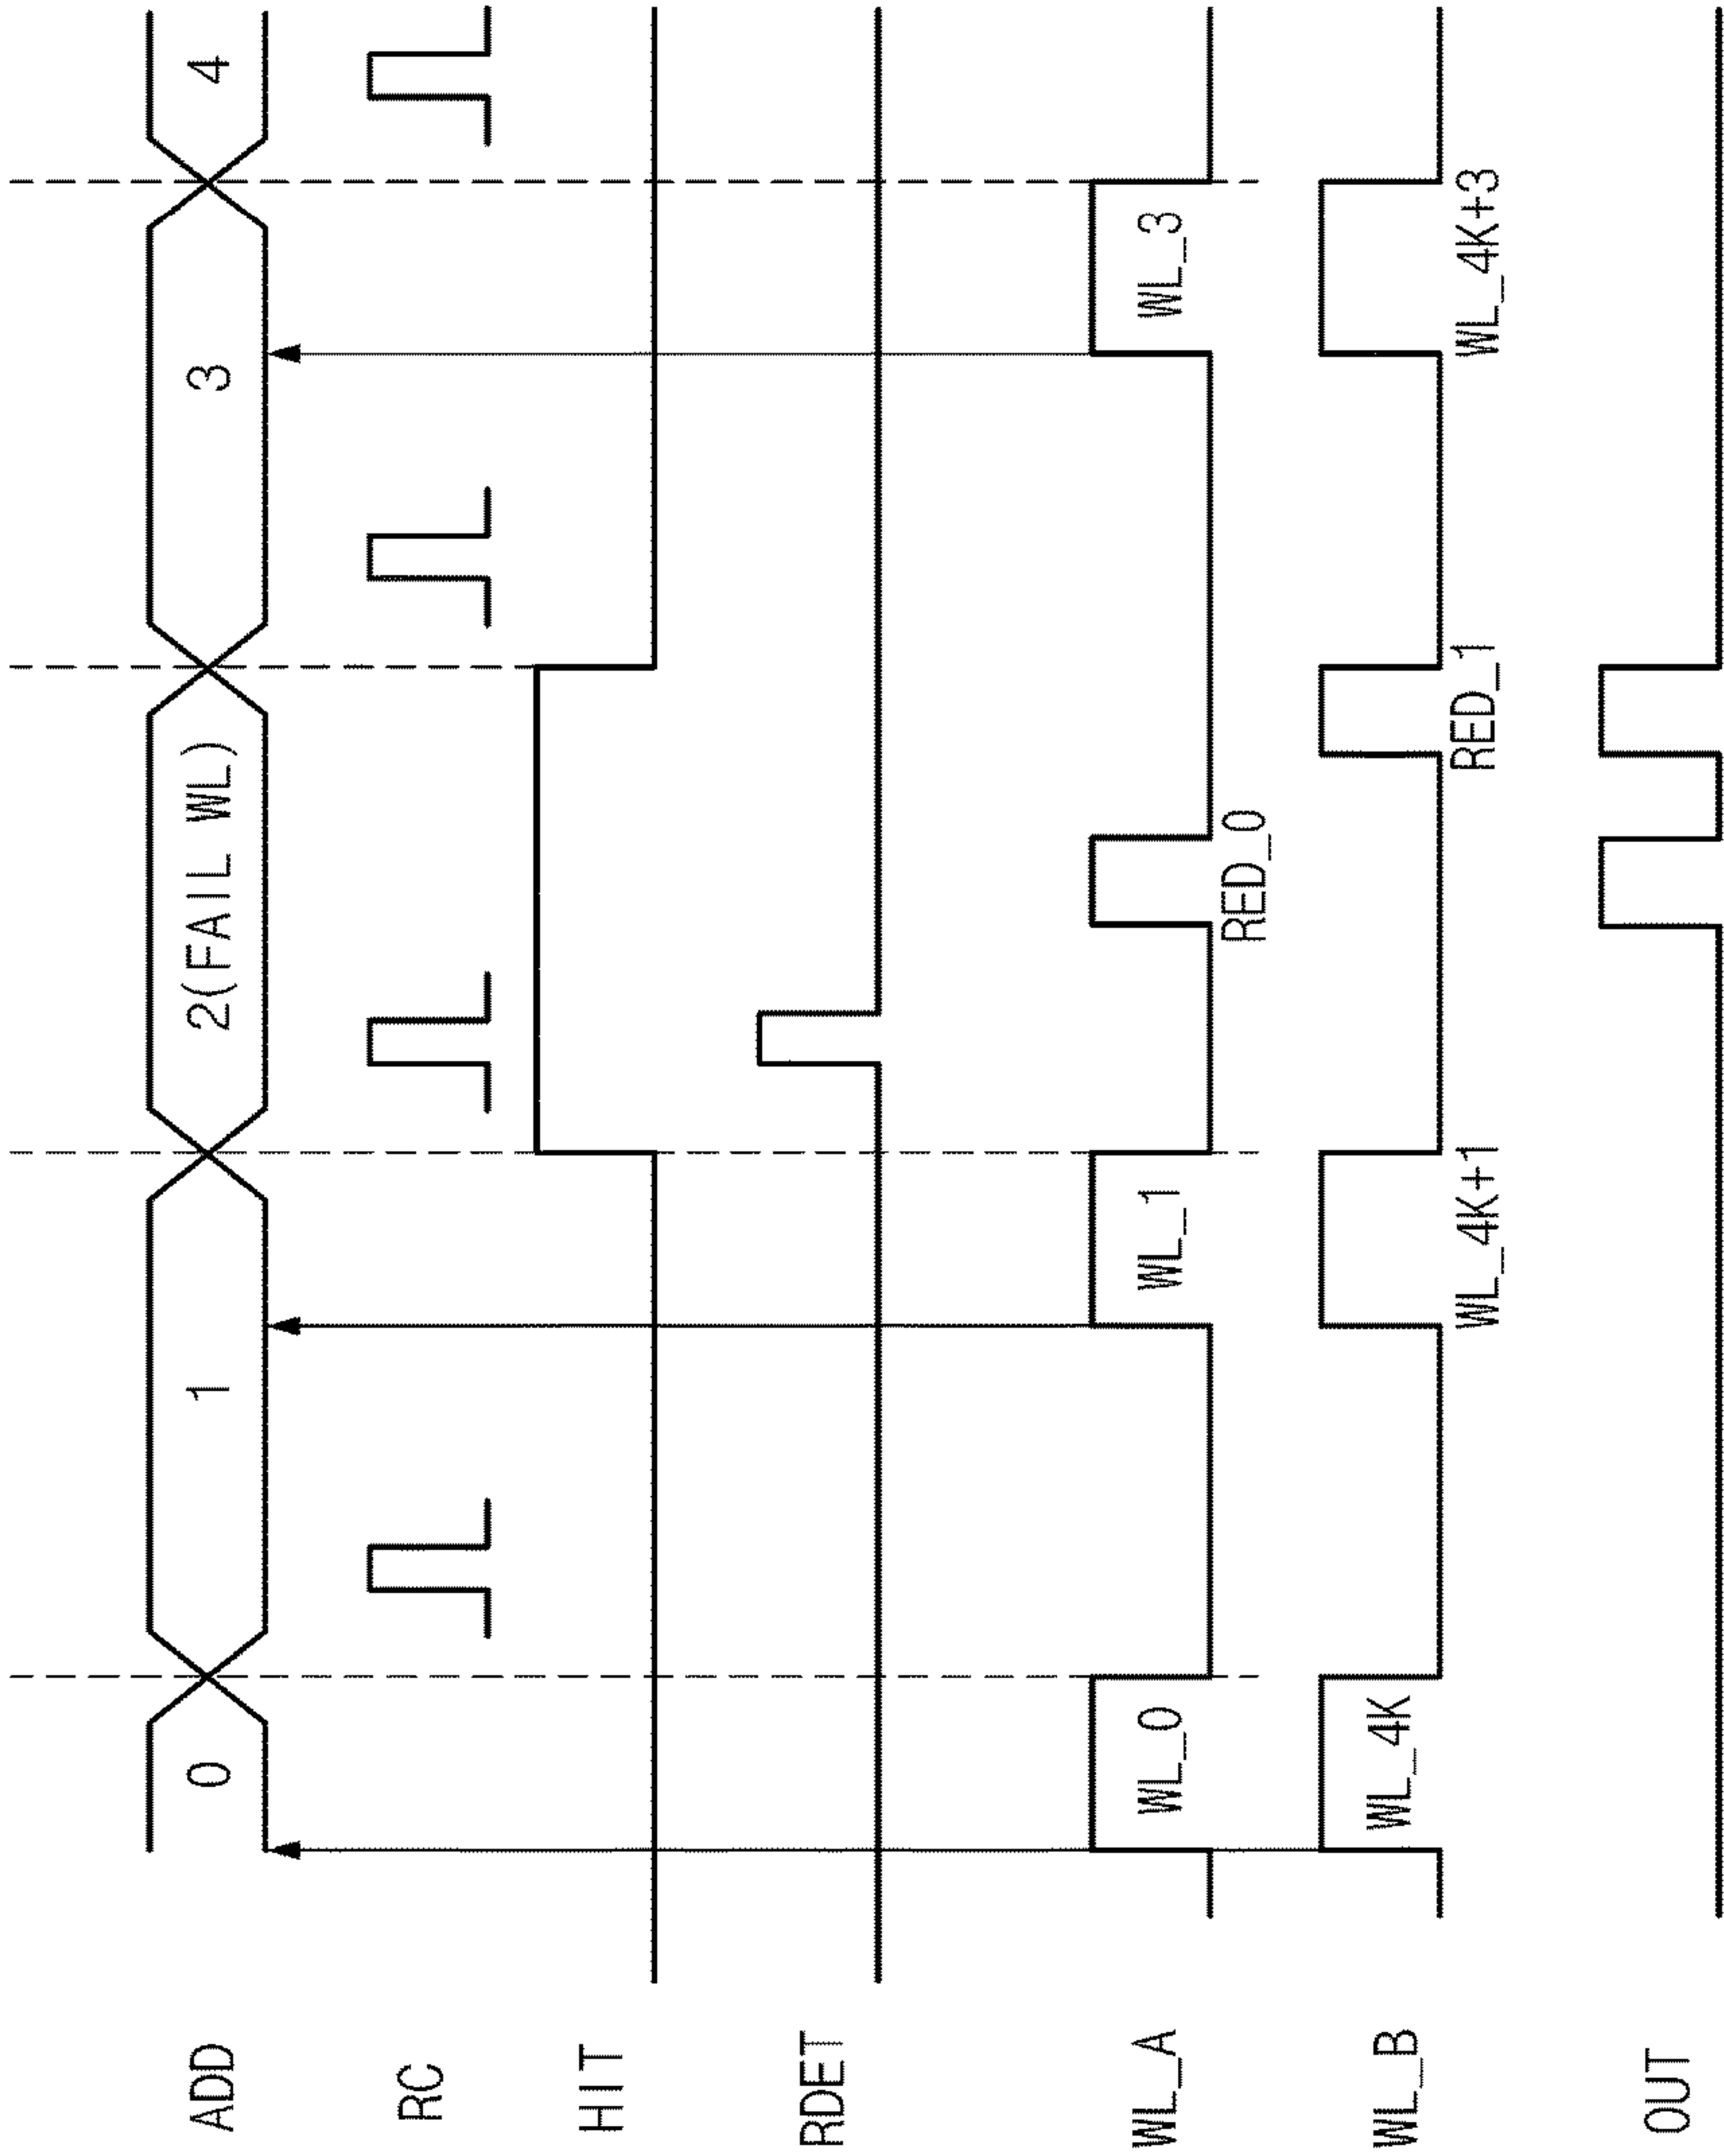 ADD 0 1 2(FAIL WL) 3 4
RC
HIT
RDET
WL_A WL_0 WL_1 WL_3
RED_0
WL_B WL_4K
WL_4K+1 RED_1 WL_4K+3
OUT